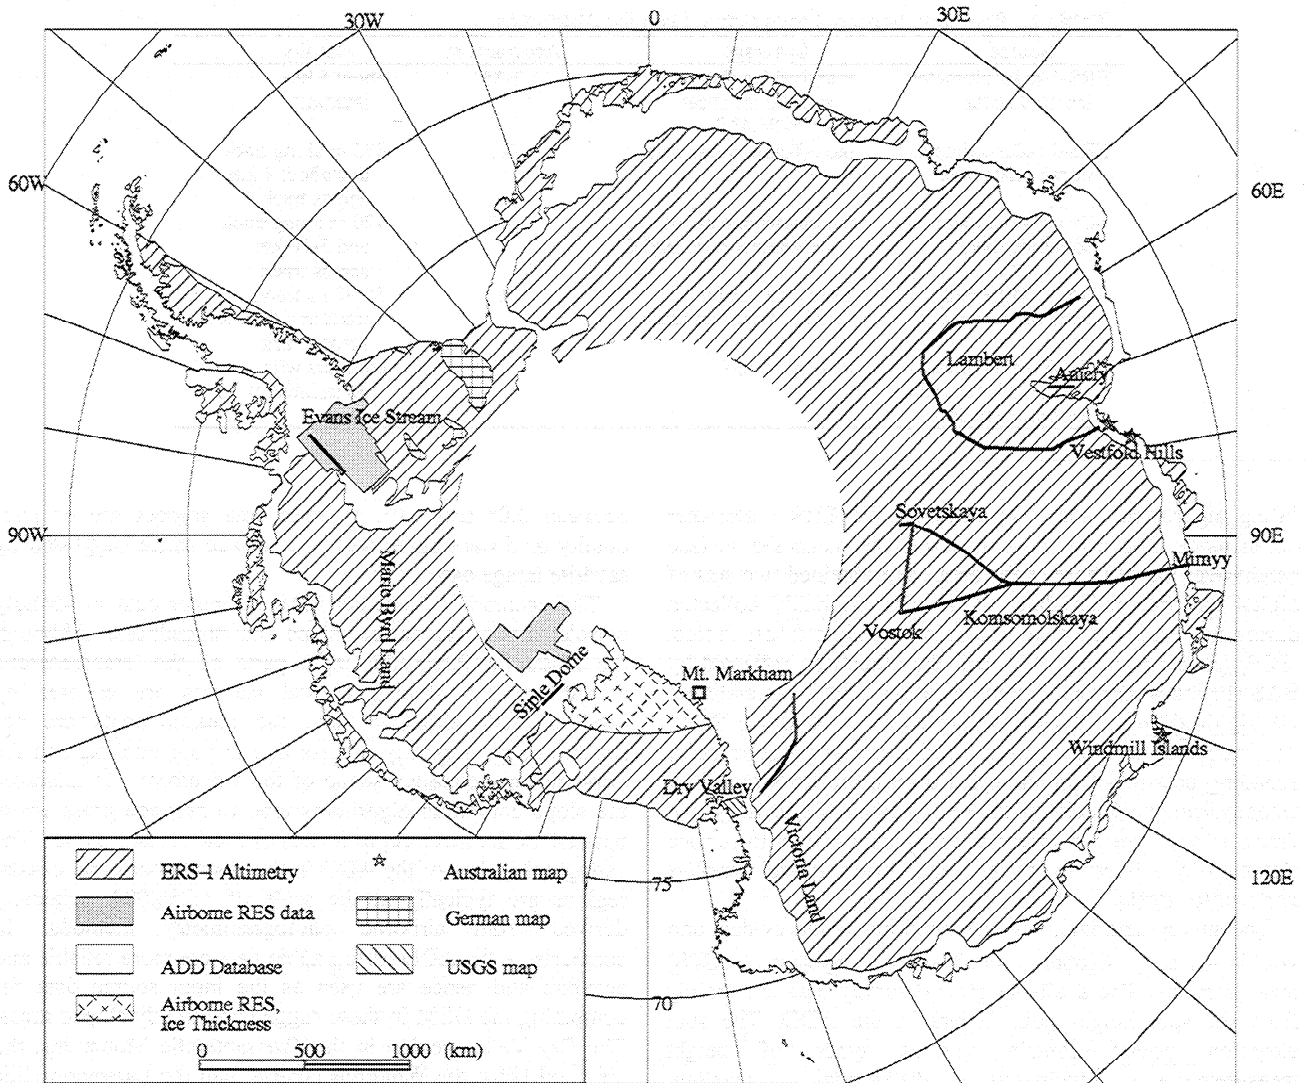 30W
0
30E
60W
60E
Lambert
Evans Ice Stream
Vestfold Hills
Sovetskaya
90W
90E
Mirnyy
Marie Byrd Land
Komsomolskaya
Vostok
Siple Dome
Mt. Markham
Windmill Islands
Dry Valley
Victoria Land
75
120E
70
ERS-1 Altimetry
Australian map
Airborne RES data
German map
ADD Database
USGS map
Airborne RES,
Ice Thickness
0 500 1000 (km)